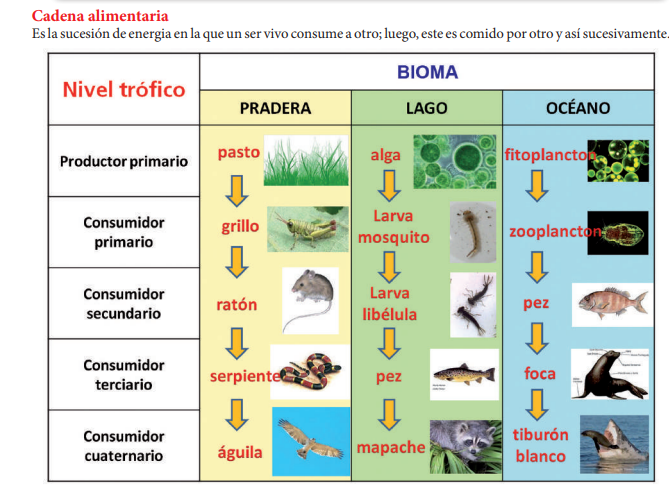 Cadena alimentaria
Es la sucesión de energia en la que un ser vivo consume a otro; luego, este es comido por otro y así sucesivamente.
Nivel trófico
BIOMA
PRADERA
LAGO
OCÉANO
Productor primario
pasto
alga
fitoplancton
Consumidor
primario
grillo
Larva
mosquito
zooplancton
Consumidor
secundario
ratón
Larva
libélula
pez
Consumidor
terciario
serpiente
pez
foca
Consumidor
cuaternario
águila
mapache
tiburón
blanco